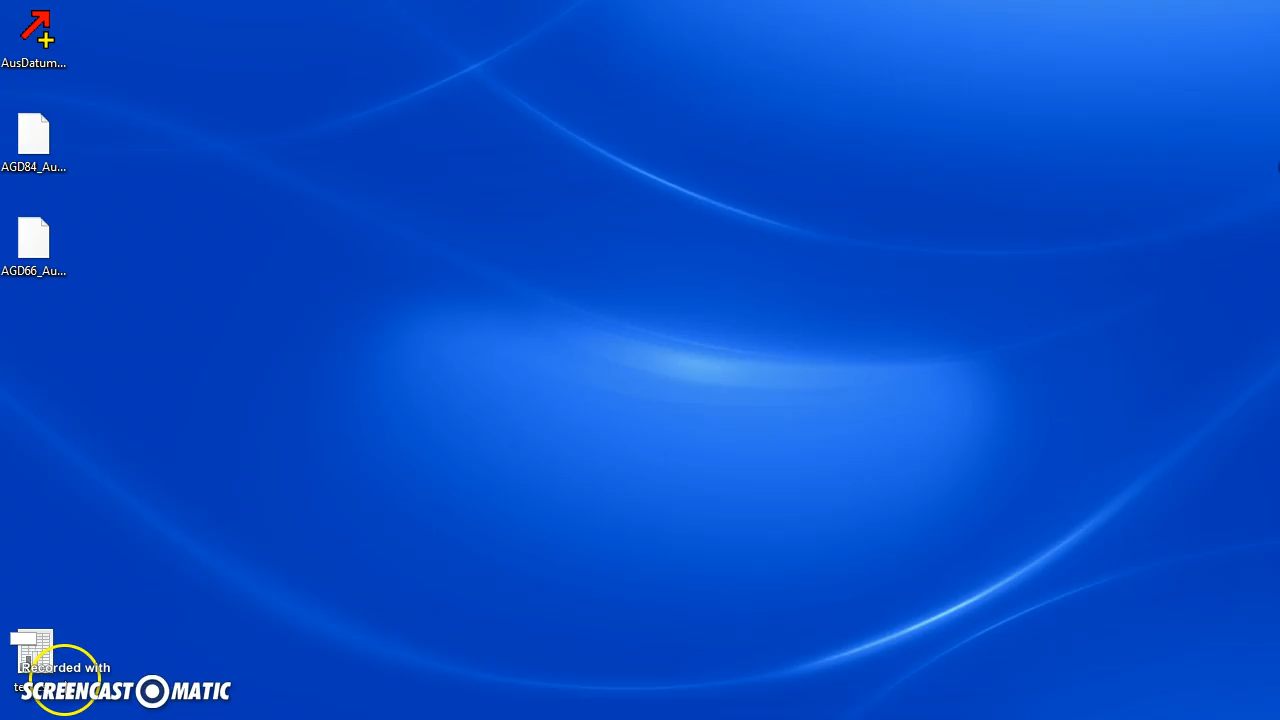 AusDatum...
AGD84_Au...
AGD66_Au...
Recorded with
SCREENCAST MATIC